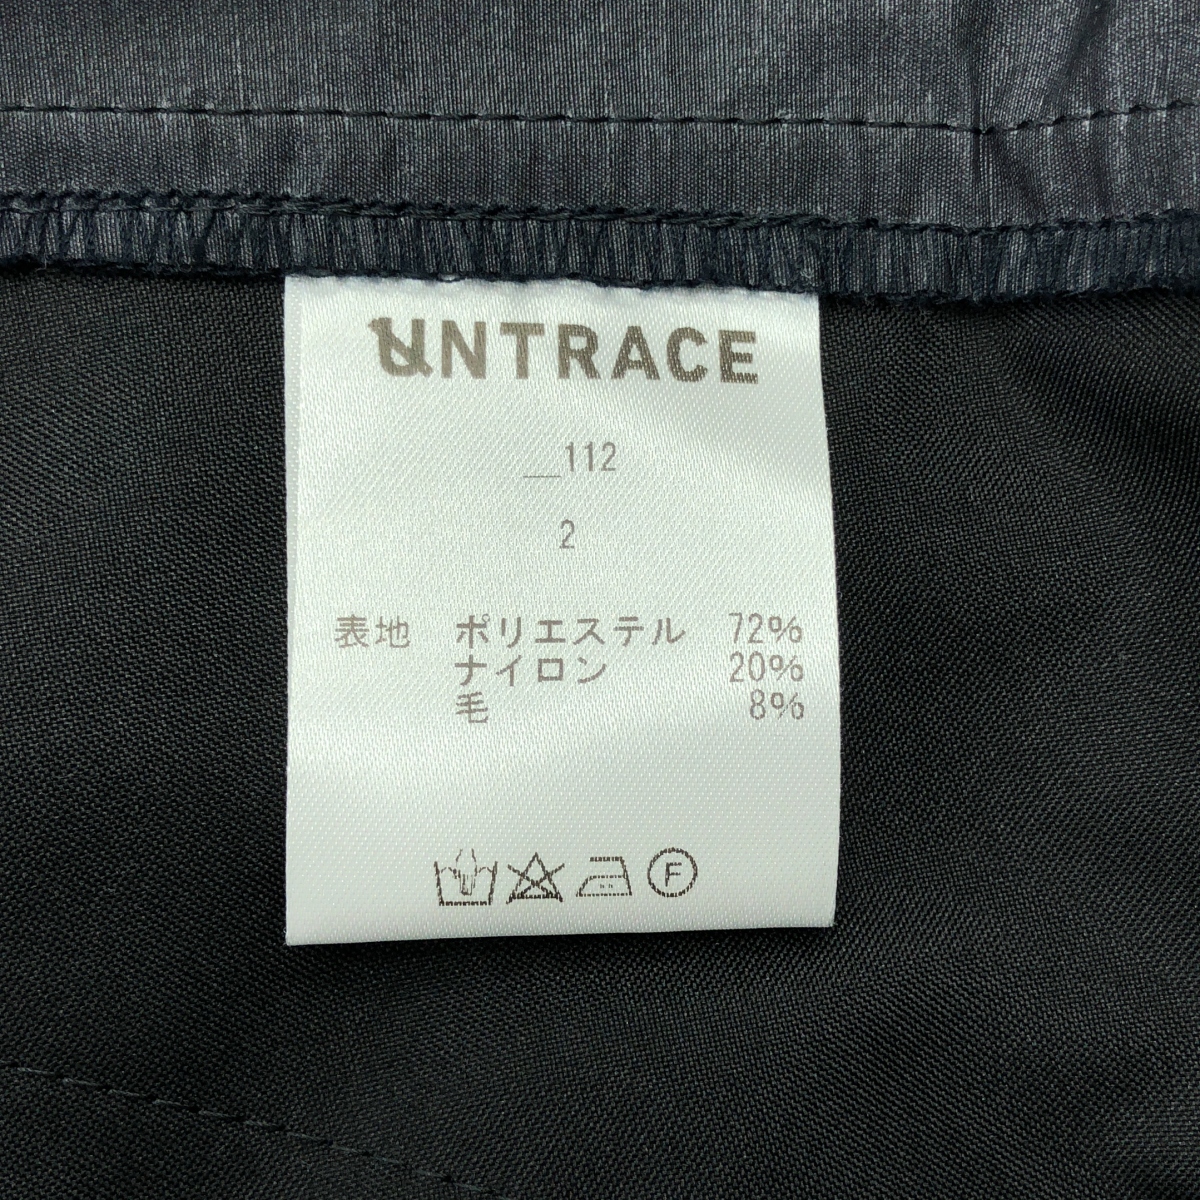 UNTRACE
__112
2
表地 ポリエステル 72%
ナイロン 20%
毛 8%
F